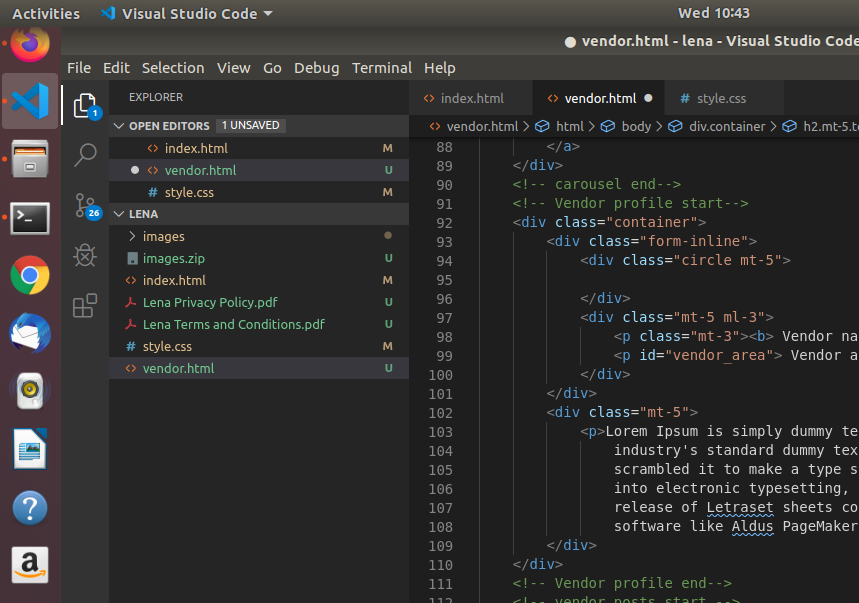 Activities Visual Studio Code Wed 10:43
vendor.html - lena - Visual Studio Code
File Edit Selection View Go Debug Terminal Help
EXPLORER
OPEN EDITORS 1 UNSAVED
index.html M
vendor.html U
# style.css M
LENA
images
images.zip U
index.html M
Lena Privacy Policy.pdf U
Lena Terms and Conditions.pdf U
# style.css M
vendor.html U
1
26
index.html vendor.html # style.css
vendor.html > html > body > div.container > h2.mt-5.te
88 </a>
89 </div>
90 <!-- carousel end-->
91 <!-- Vendor profile start-->
92 <div class="container">
93 <div class="form-inline">
94 <div class="circle mt-5">
95
96 </div>
97 <div class="mt-5 ml-3">
98 <p class="mt-3"><b> Vendor na
99 <p id="vendor_area"> Vendor a
100 </div>
101 </div>
102 <div class="mt-5">
103 <p>Lorem Ipsum is simply dummy te
104 industry's standard dummy tex
105 scrambled it to make a type s
106 into electronic typesetting,
107 release of Letraset sheets co
108 software like Aldus PageMaker
109 </div>
110 </div>
111 <!-- Vendor profile end-->
112 <!-- vendor posts start -->